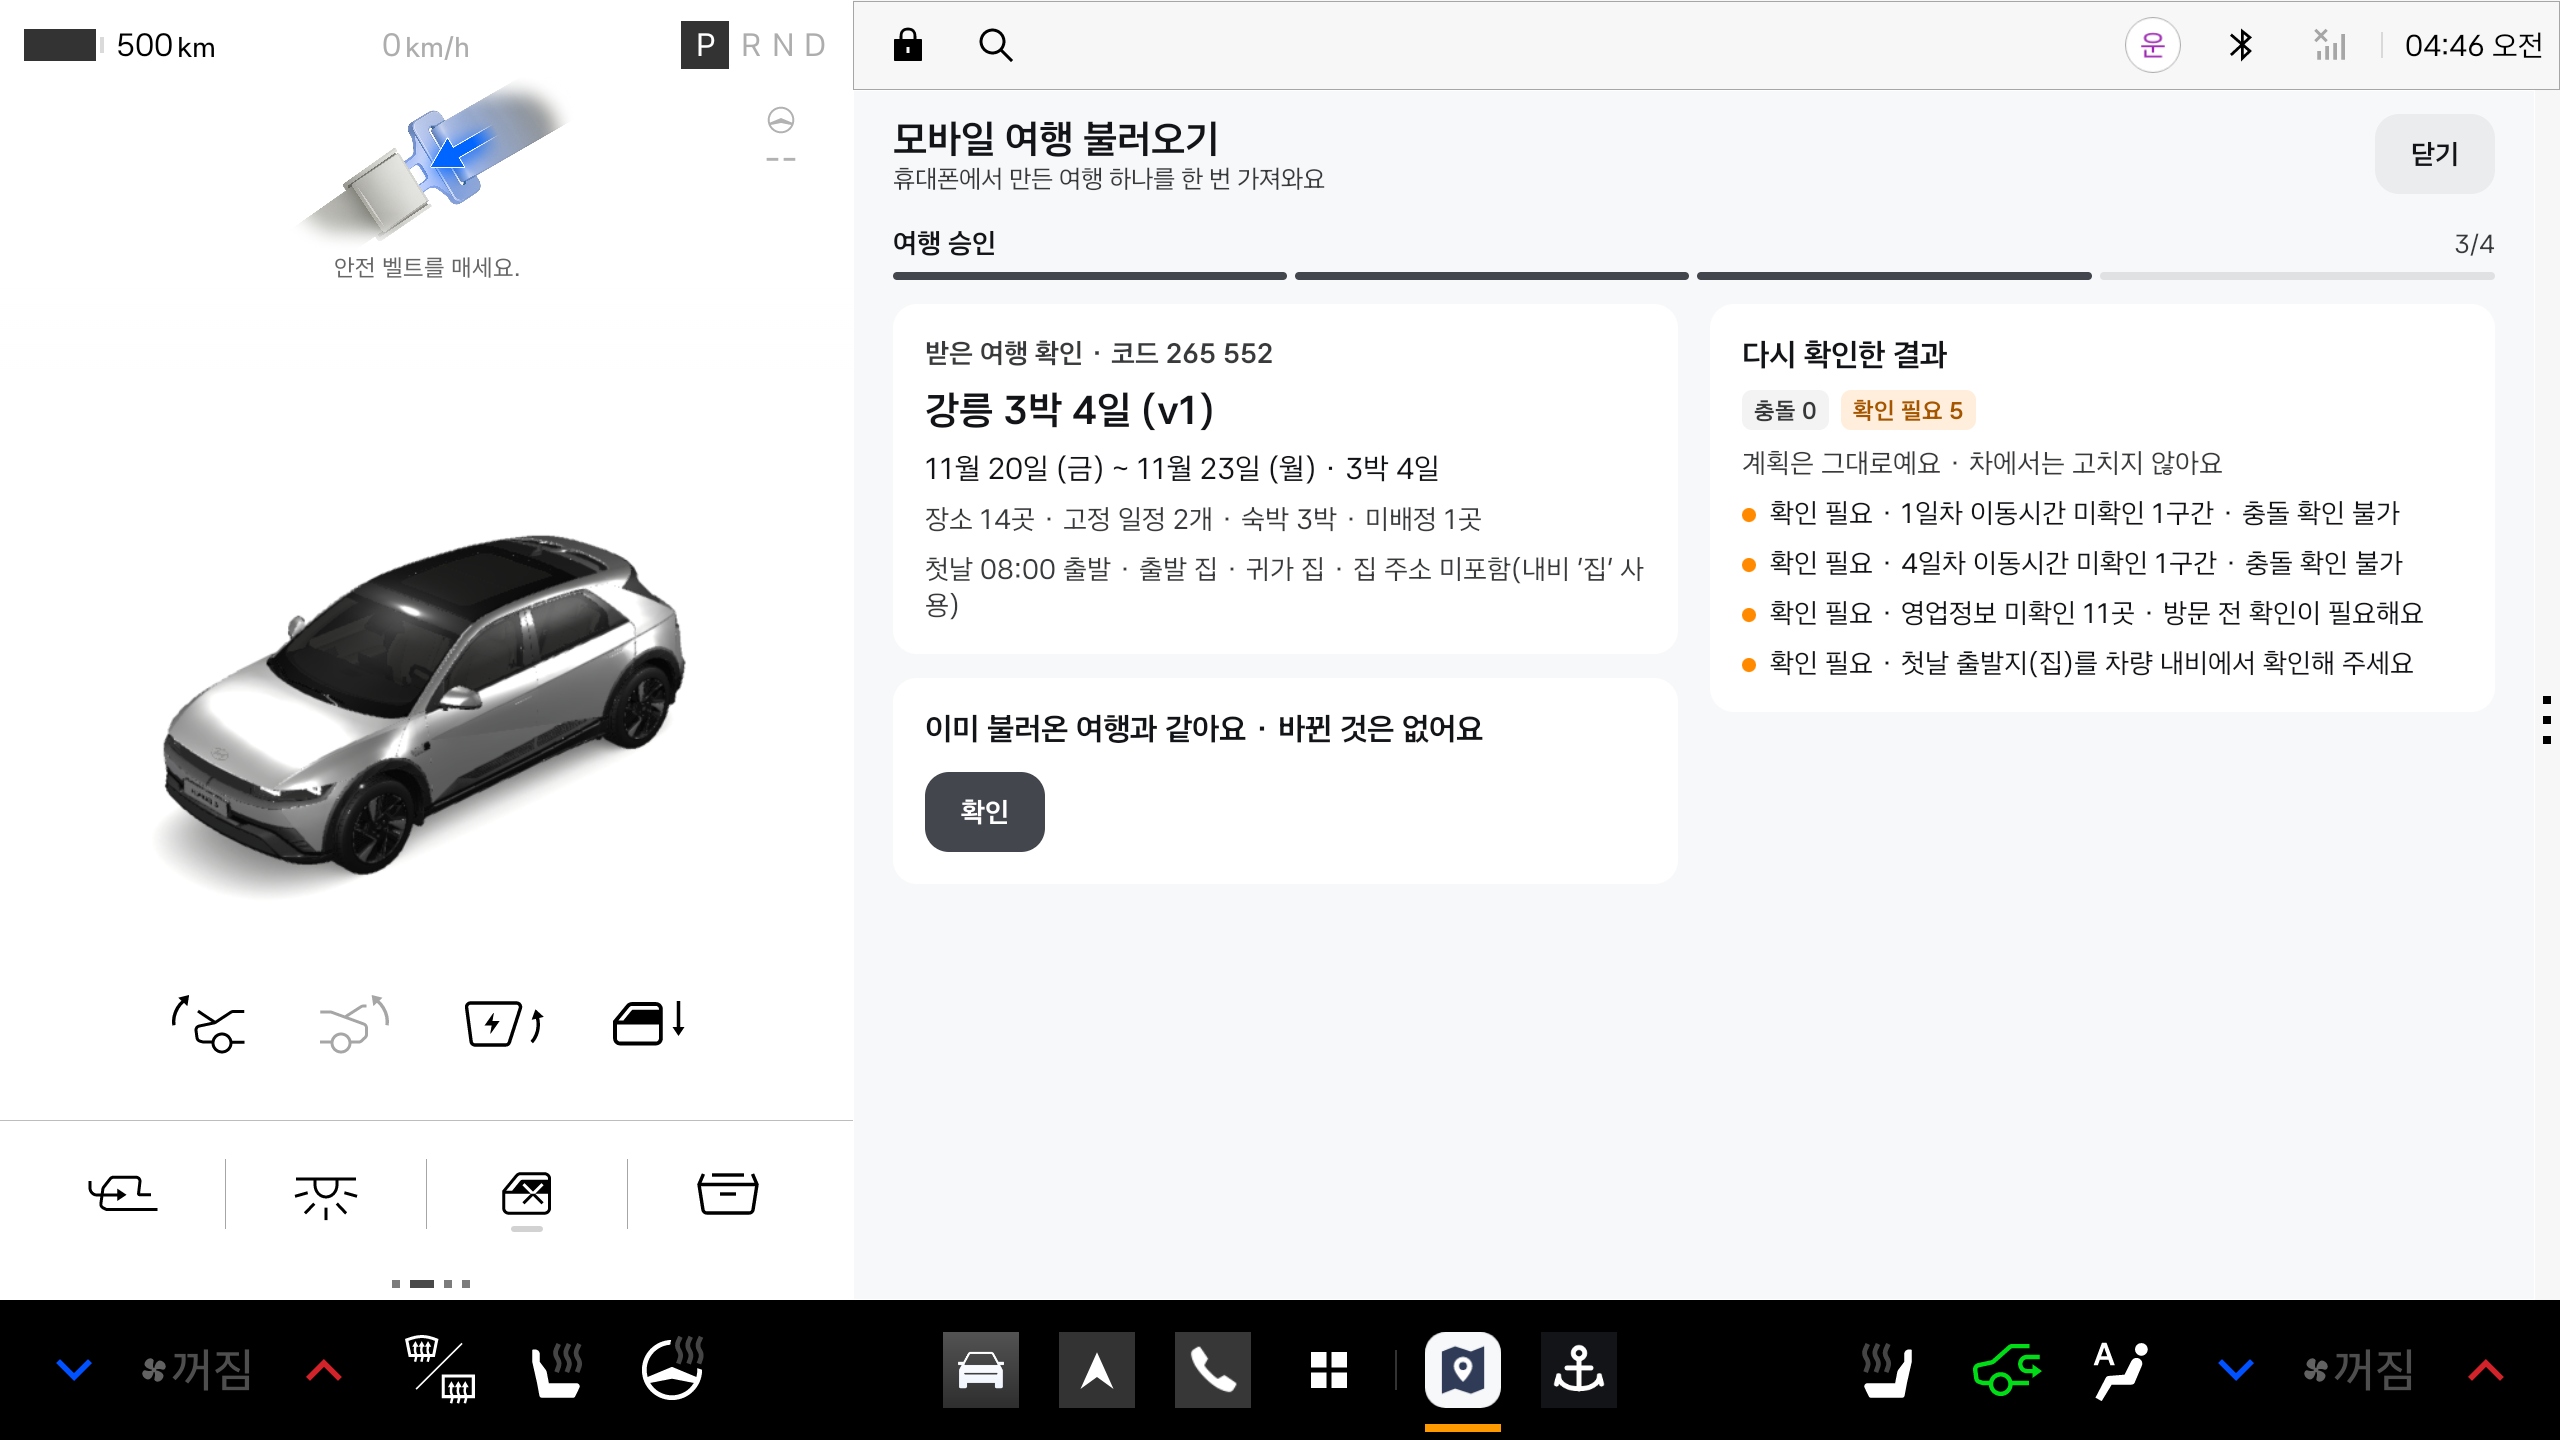 500 km
0 km/h
P R N D
안전 벨트를 매세요.
운
04:46 오전
모바일 여행 불러오기
휴대폰에서 만든 여행 하나를 한 번 가져와요
닫기
여행 승인
3/4
받은 여행 확인 · 코드 265 552
강릉 3박 4일 (v1)
11월 20일 (금) ~ 11월 23일 (월) · 3박 4일
장소 14곳 · 고정 일정 2개 · 숙박 3박 · 미배정 1곳
첫날 08:00 출발 · 출발 집 · 귀가 집 · 집 주소 미포함(내비 ‘집’ 사
용)
이미 불러온 여행과 같아요 · 바뀐 것은 없어요
확인
다시 확인한 결과
충돌 0
확인 필요 5
계획은 그대로예요 · 차에서는 고치지 않아요
확인 필요 · 1일차 이동시간 미확인 1구간 · 충돌 확인 불가
확인 필요 · 4일차 이동시간 미확인 1구간 · 충돌 확인 불가
확인 필요 · 영업정보 미확인 11곳 · 방문 전 확인이 필요해요
확인 필요 · 첫날 출발지(집)를 차량 내비에서 확인해 주세요
꺼짐
A
꺼짐